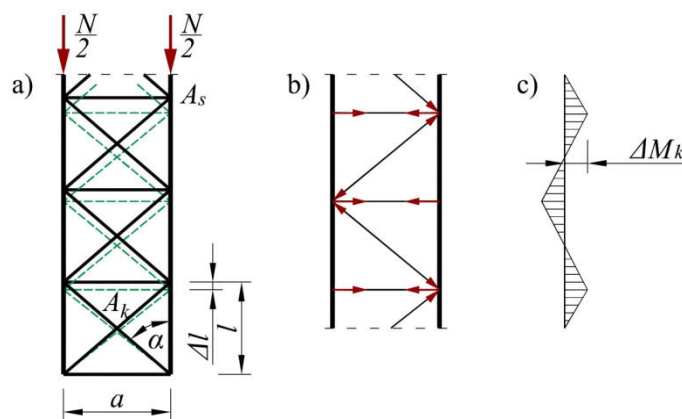 N/2 N/2
a) A_s b) c)
ΔM_k
A_k
α Δl l
a